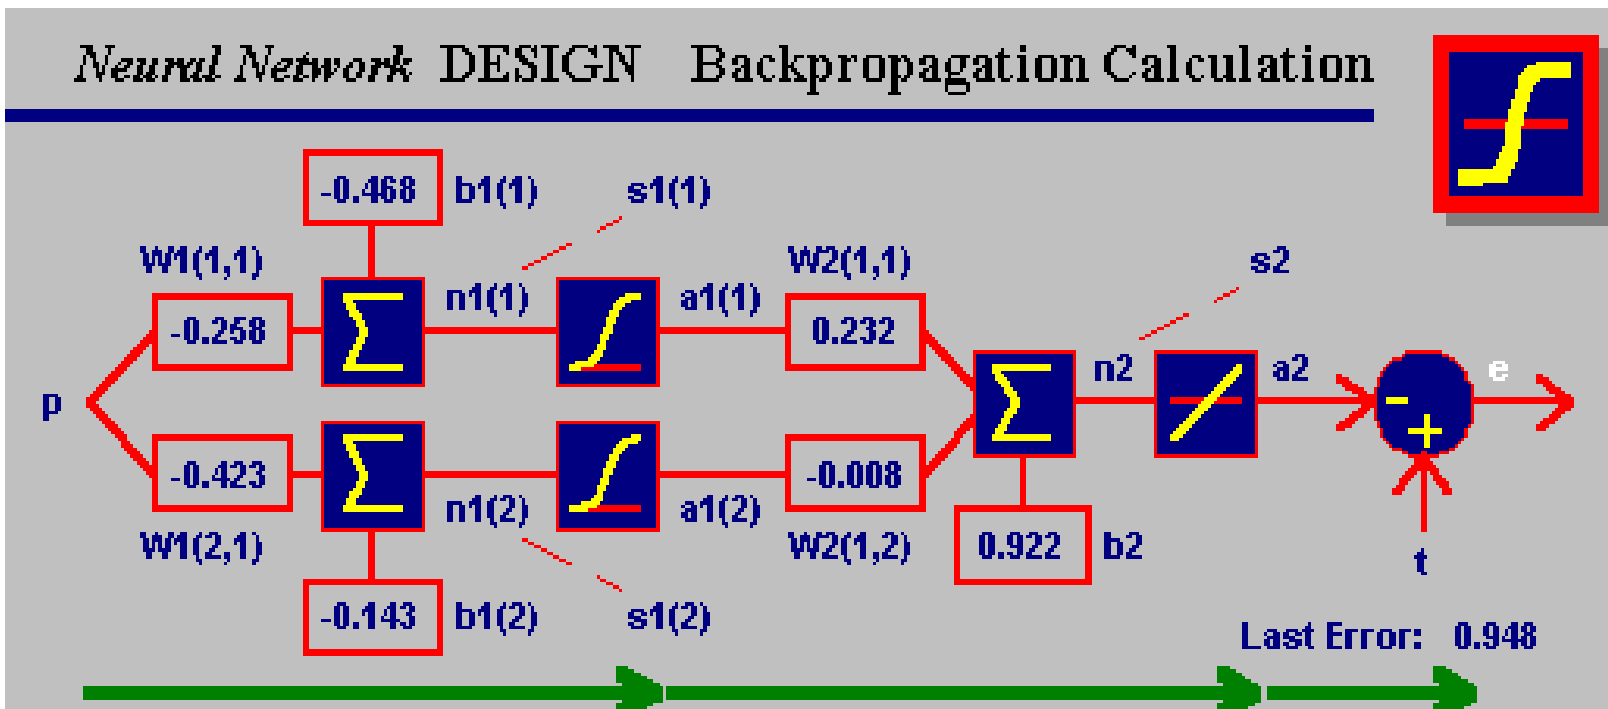 Neural Network DESIGN Backpropagation Calculation
-0.468 b1(1) s1(1)
W1(1,1) n1(1) a1(1) W2(1,1) s2
-0.258 0.232
p n2 a2 - e
+
-0.423 -0.008
W1(2,1) n1(2) a1(2) W2(1,2) 0.922 b2 t
-0.143 b1(2) s1(2)
Last Error: 0.948